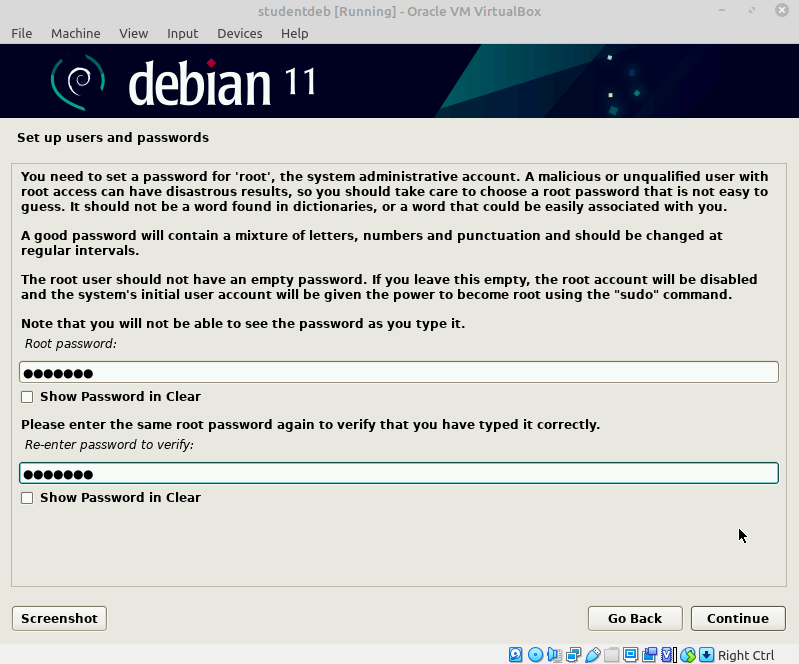 studentdeb [Running] - Oracle VM VirtualBox
File Machine View Input Devices Help
debian 11
Set up users and passwords
You need to set a password for 'root', the system administrative account. A malicious or unqualified user with
root access can have disastrous results, so you should take care to choose a root password that is not easy to
guess. It should not be a word found in dictionaries, or a word that could be easily associated with you.
A good password will contain a mixture of letters, numbers and punctuation and should be changed at
regular intervals.
The root user should not have an empty password. If you leave this empty, the root account will be disabled
and the system's initial user account will be given the power to become root using the "sudo" command.
Note that you will not be able to see the password as you type it.
Root password:
●●●●●●●
Show Password in Clear
Please enter the same root password again to verify that you have typed it correctly.
Re-enter password to verify:
●●●●●●●
Show Password in Clear
Screenshot Go Back Continue
Right Ctrl